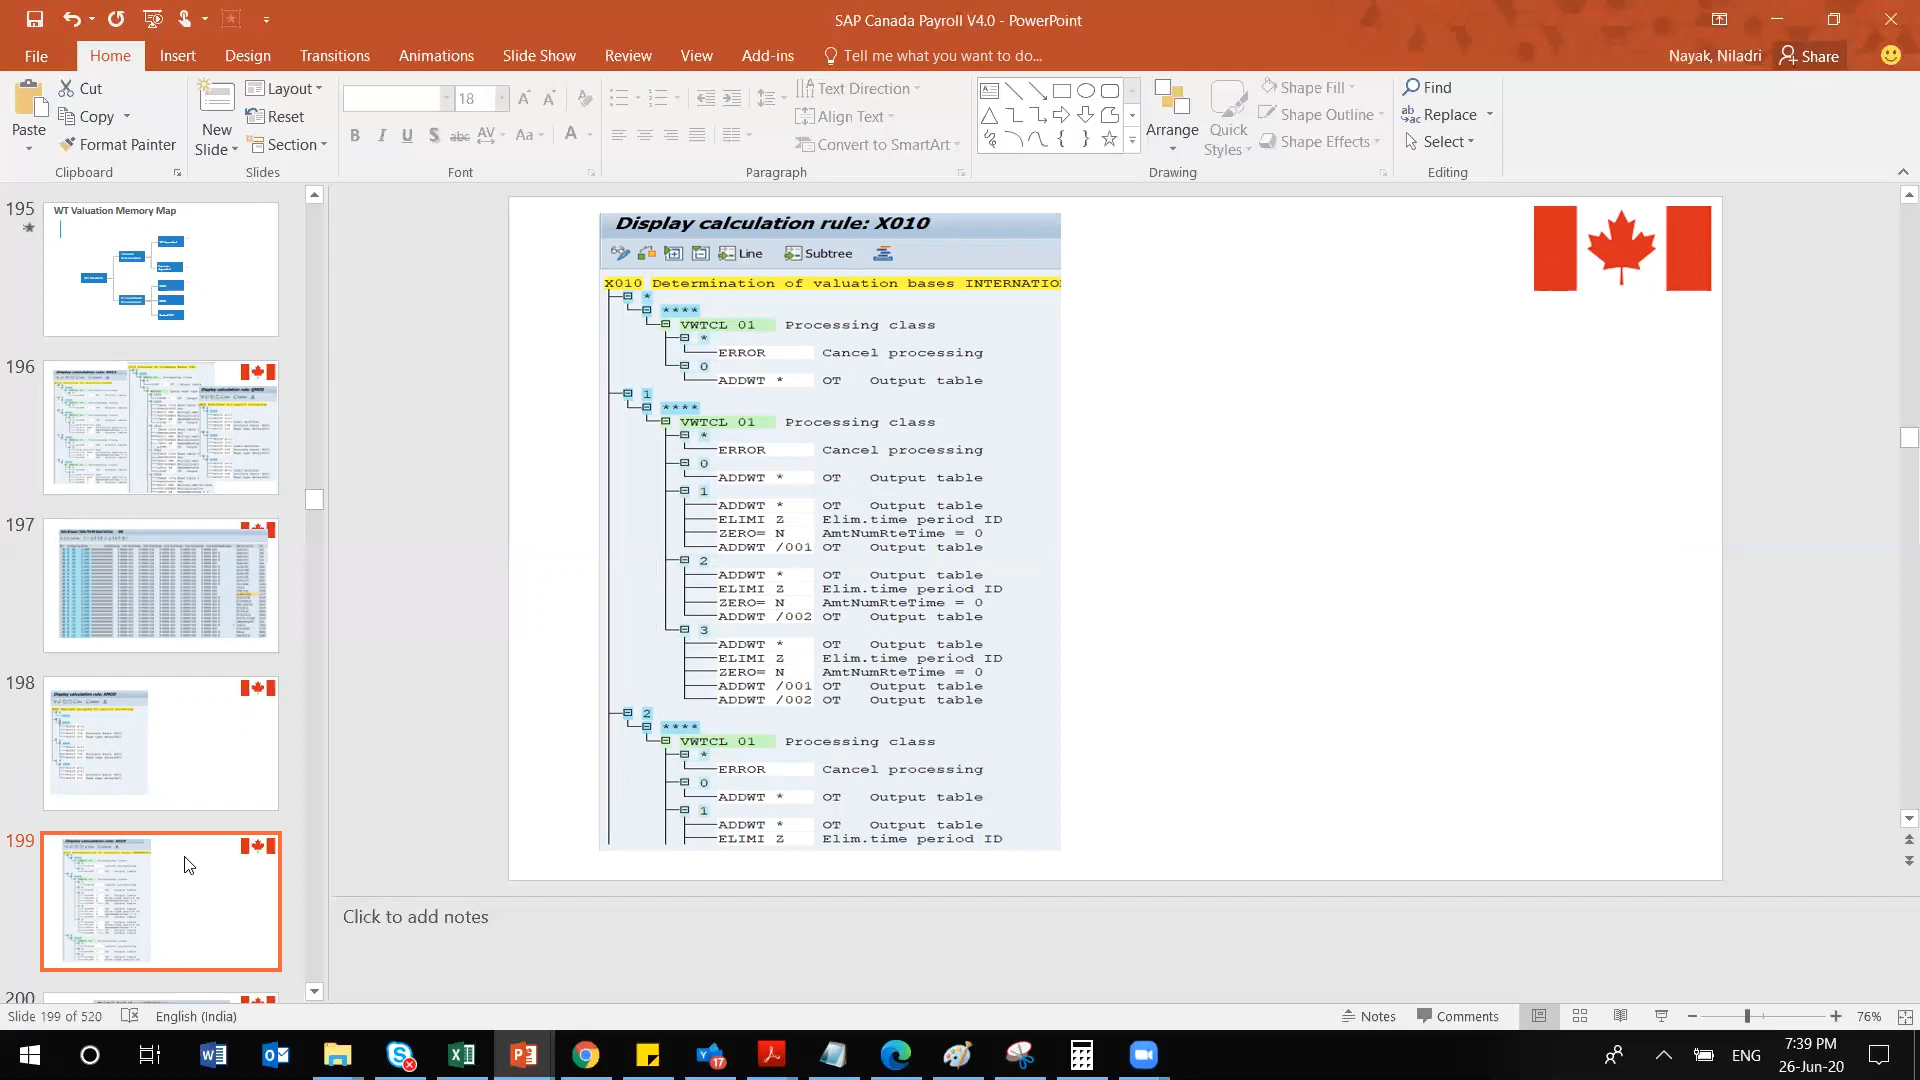 SAP Canada Payroll V4.0 - PowerPoint
File
Home
Insert
Design
Transitions
Animations
Slide Show
Review
View
Add-ins
Tell me what you want to do...
Nayak, Niladri
Share
Paste
Cut
Copy
Format Painter
Clipboard
New Slide
Layout
Reset
Section
Slides
18
Font
Text Direction
Align Text
Convert to SmartArt
Paragraph
Arrange
Quick Styles
Shape Fill
Shape Outline
Shape Effects
Drawing
Find
Replace
Select
Editing
195
WT Valuation Memory Map
196
197
198
199
200
Display calculation rule: X010
Line
Subtree
X010 Determination of valuation bases INTERNATIO
*
****
VWTCL 01 Processing class
*
ERROR Cancel processing
0
ADDWT * OT Output table
1
****
VWTCL 01 Processing class
*
ERROR Cancel processing
0
ADDWT * OT Output table
1
ADDWT * OT Output table
ELIMI Z Elim.time period ID
ZERO= N AmtNumRteTime = 0
ADDWT /001 OT Output table
2
ADDWT * OT Output table
ELIMI Z Elim.time period ID
ZERO= N AmtNumRteTime = 0
ADDWT /002 OT Output table
3
ADDWT * OT Output table
ELIMI Z Elim.time period ID
ZERO= N AmtNumRteTime = 0
ADDWT /001 OT Output table
ADDWT /002 OT Output table
2
****
VWTCL 01 Processing class
*
ERROR Cancel processing
0
ADDWT * OT Output table
1
ADDWT * OT Output table
ELIMI Z Elim.time period ID
Click to add notes
Slide 199 of 520
English (India)
Notes
Comments
76%
17
ENG
7:39 PM
26-Jun-20